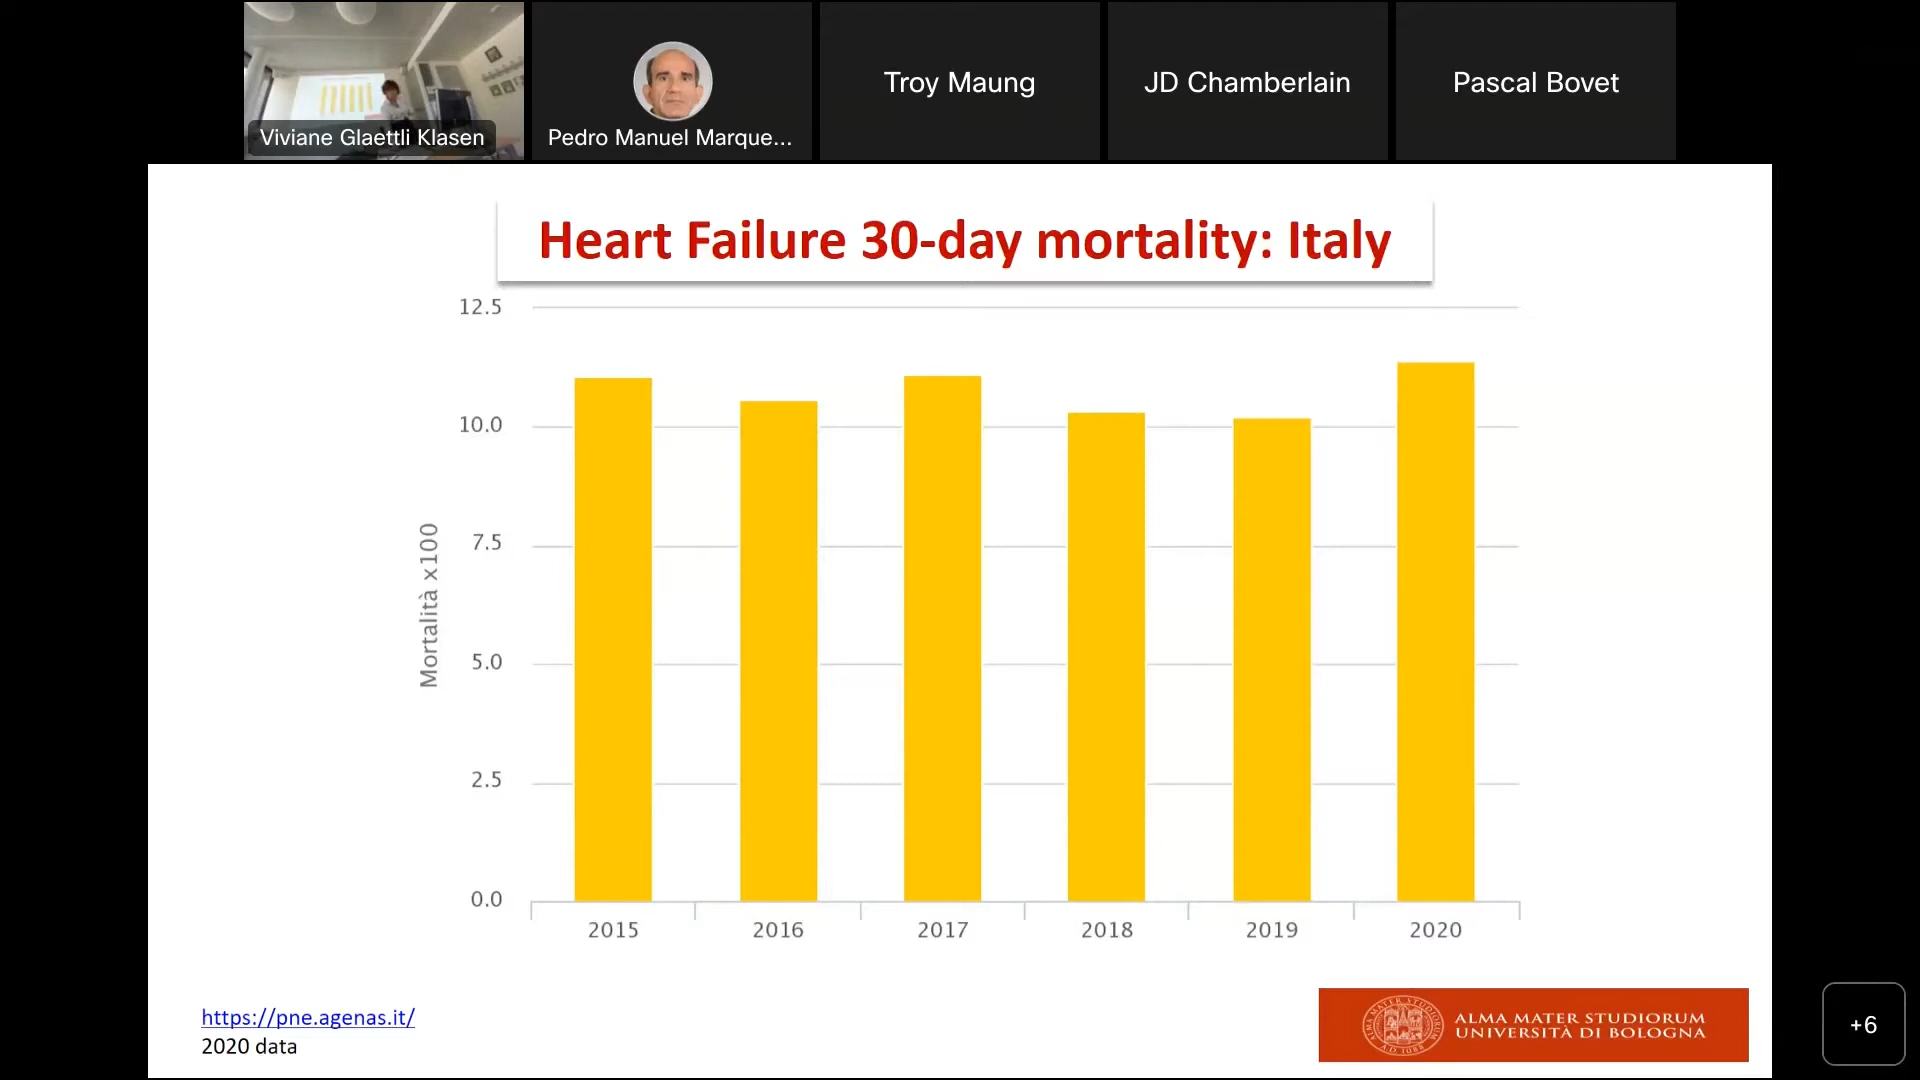 Viviane Glaettli Klasen
Pedro Manuel Marque...
Troy Maung
JD Chamberlain
Pascal Bovet
Heart Failure 30-day mortality: Italy
12.5
10.0
7.5
5.0
2.5
0.0
Mortalità x100
2015
2016
2017
2018
2019
2020
https://pne.agenas.it/
2020 data
ALMA MATER STUDIORUM
UNIVERSITÀ DI BOLOGNA
+6